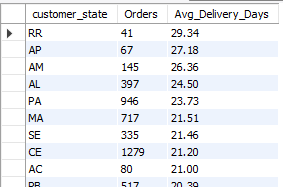 customer_state Orders Avg_Delivery_Days
RR 41 29.34
AP 67 27.18
AM 145 26.36
AL 397 24.50
PA 946 23.73
MA 717 21.51
SE 335 21.46
CE 1279 21.20
AC 80 21.00
PB 517 20.39